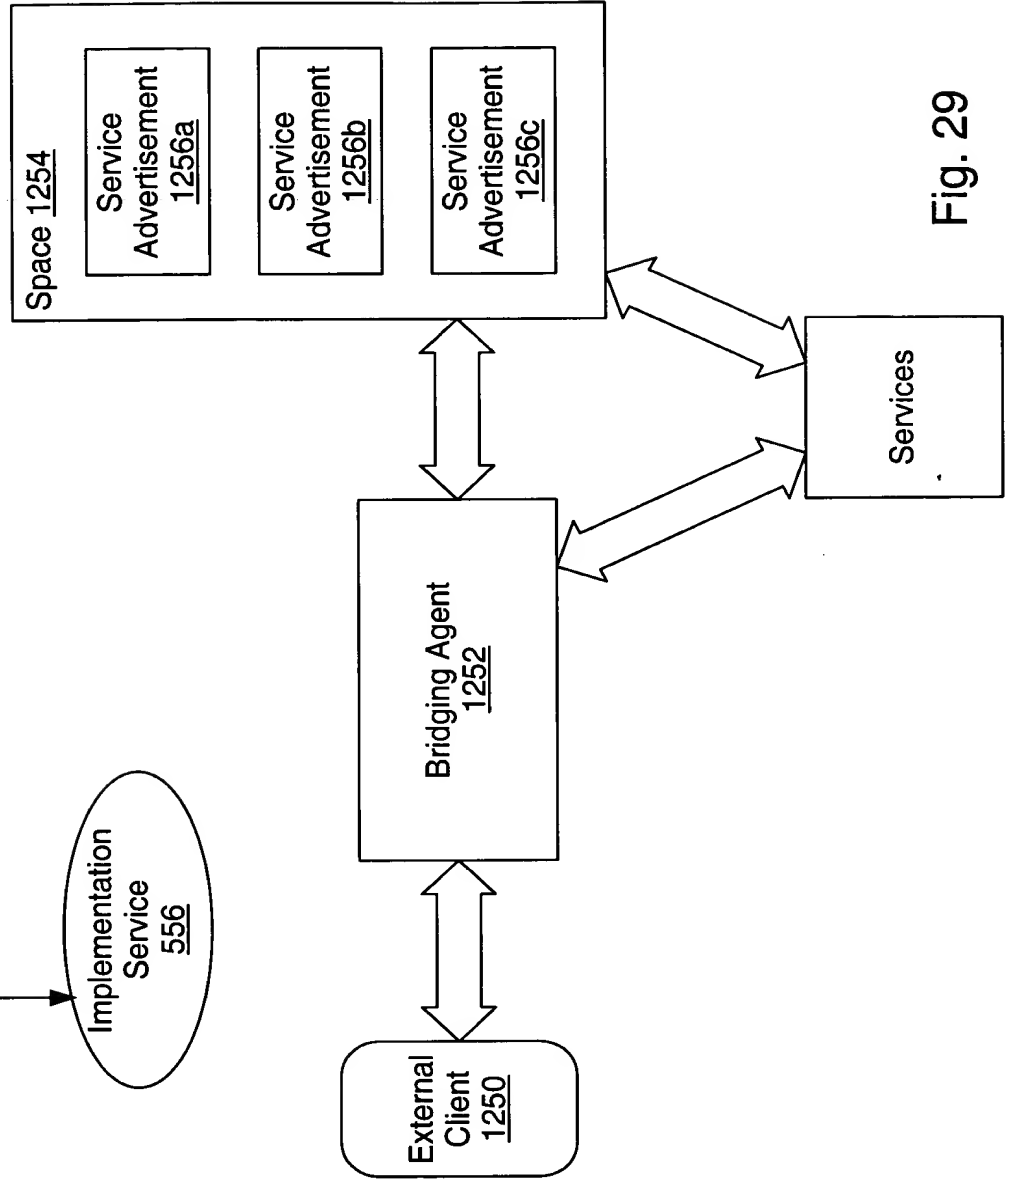 Space 1254
Service
Advertisement
1256a
Service
Advertisement
1256b
Service
Advertisement
1256c
Implementation
Service
556
Bridging Agent
1252
External
Client
1250
Services
Fig. 29